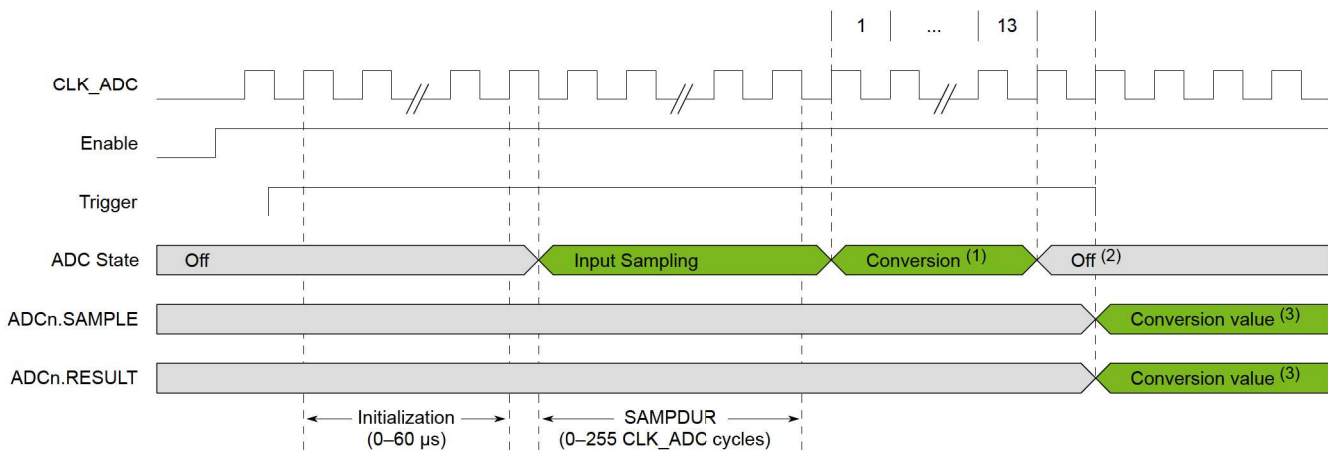 1 ... 13
CLK_ADC
Enable
Trigger
ADC State Off Input Sampling Conversion (1) Off (2)
ADCn.SAMPLE Conversion value (3)
ADCn.RESULT Conversion value (3)
Initialization SAMPDUR
(0–60 µs) (0–255 CLK_ADC cycles)